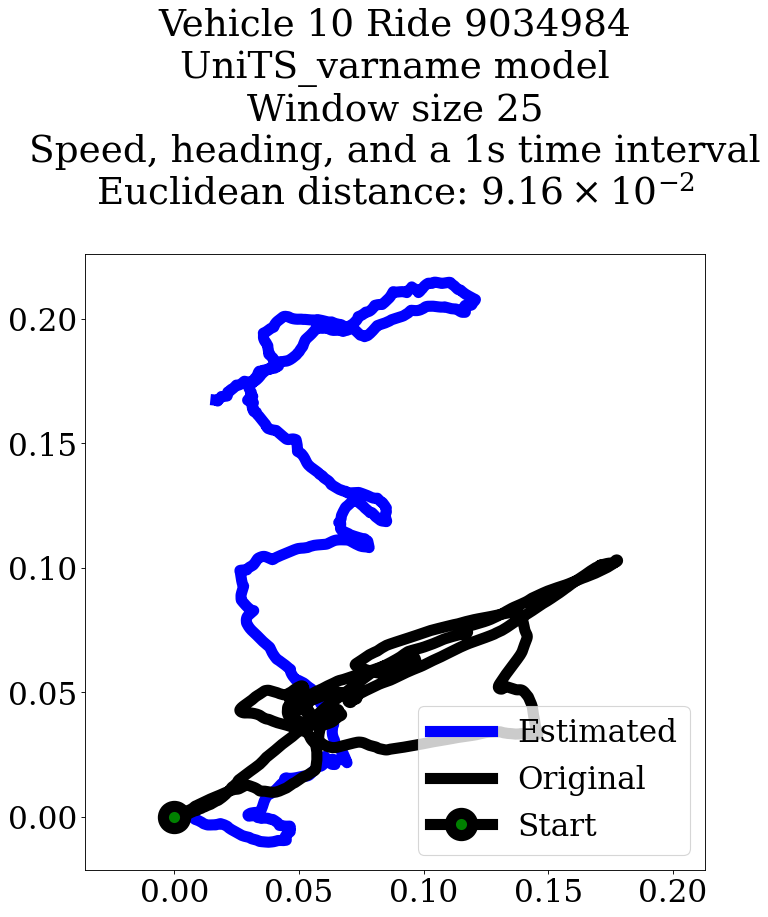 Vehicle 10 Ride 9034984
UniTS_varname model
Window size 25
Speed, heading, and a 1s time interval
Euclidean distance: 9.16 × 10⁻²
0.20
0.15
0.10
0.05
0.00
Estimated
Original
Start
0.00 0.05 0.10 0.15 0.20